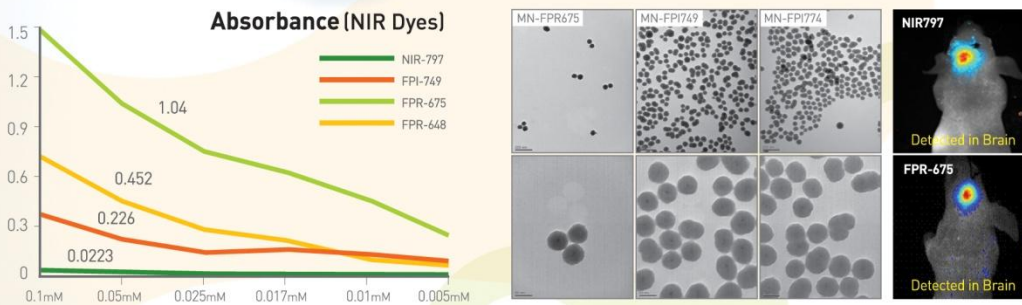 Absorbance (NIR Dyes)
1.5
1.2
0.9
0.6
0.3
0
1.04
0.452
0.226
0.0223
NIR-797
FPI-749
FPR-675
FPR-648
0.1mM
0.05mM
0.025mM
0.017mM
0.01mM
0.005mM
MN-FPR675
MN-FPI749
MN-FPI774
NIR797
Detected in Brain
FPR-675
Detected in Brain